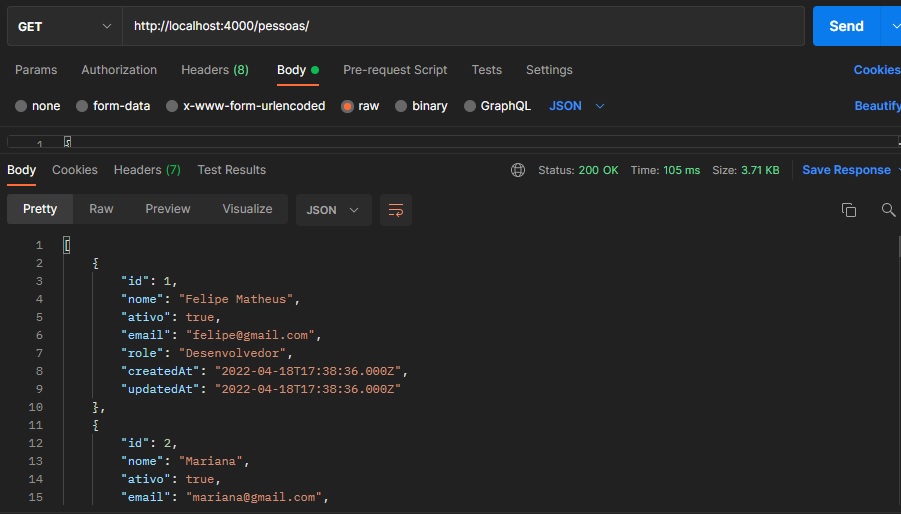 GET http://localhost:4000/pessoas/ Send
Params Authorization Headers (8) Body Pre-request Script Tests Settings Cookies
none form-data x-www-form-urlencoded raw binary GraphQL JSON Beautify
1 {
Body Cookies Headers (7) Test Results Status: 200 OK Time: 105 ms Size: 3.71 KB Save Response
Pretty Raw Preview Visualize JSON
1 [
2 {
3 "id": 1,
4 "nome": "Felipe Matheus",
5 "ativo": true,
6 "email": "felipe@gmail.com",
7 "role": "Desenvolvedor",
8 "createdAt": "2022-04-18T17:38:36.000Z",
9 "updatedAt": "2022-04-18T17:38:36.000Z"
10 },
11 {
12 "id": 2,
13 "nome": "Mariana",
14 "ativo": true,
15 "email": "mariana@gmail.com",